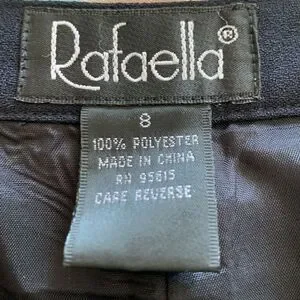 Rafaella®
8
100% POLYESTER
MADE IN CHINA
RN 95615
CARE REVERSE